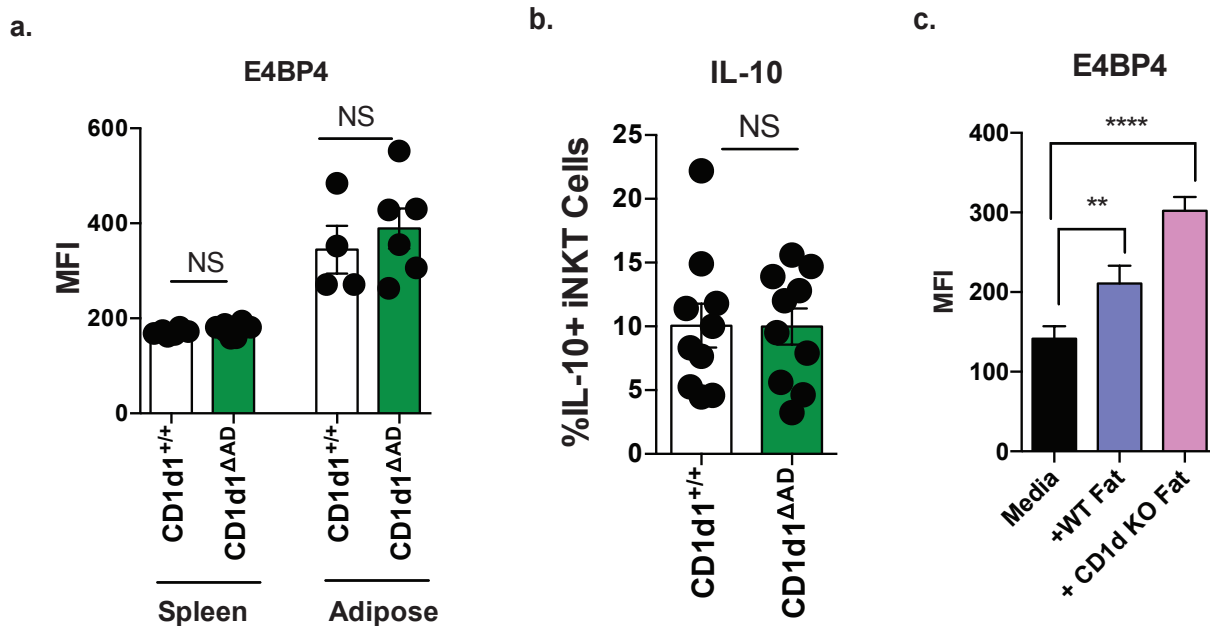 a.
E4BP4
MFI
600
400
200
0
NS
NS
CD1d1+/+
CD1d1ΔAD
CD1d1+/+
CD1d1ΔAD
Spleen
Adipose
b.
IL-10
%IL-10+ iNKT Cells
25
20
15
10
5
0
NS
CD1d1+/+
CD1d1ΔAD
c.
E4BP4
MFI
400
300
200
100
0
****
**
Media
+WT Fat
+ CD1d KO Fat